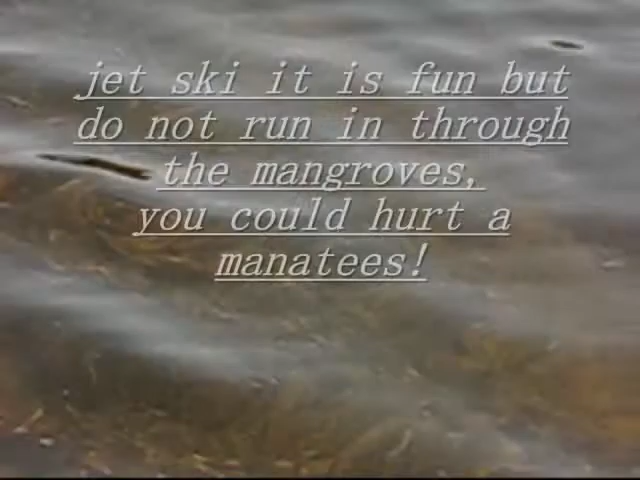 jet ski it is fun but
do not run in through
the mangroves,
you could hurt a
manatees!